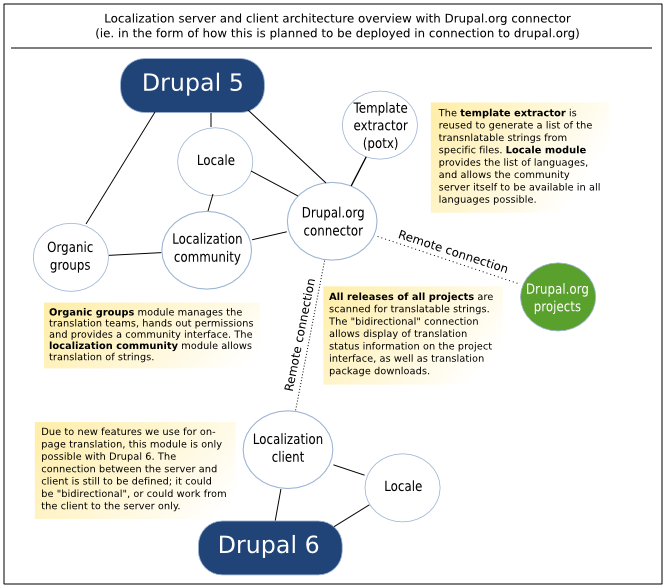 Localization server and client architecture overview with Drupal.org connector
(ie. in the form of how this is planned to be deployed in connection to drupal.org)
Drupal 5
Template
extractor
(potx)
The template extractor is
reused to generate a list of the
transnlatable strings from
specific files. Locale module
provides the list of languages,
and allows the community
server itself to be available in all
languages possible.
Locale
Drupal.org
connector
Organic
groups
Localization
community
Remote connection
Drupal.org
projects
Organic groups module manages the
translation teams, hands out permissions
and provides a community interface. The
localization community module allows
translation of strings.
Remote connection
All releases of all projects are
scanned for translatable strings.
The "bidirectional" connection
allows display of translation
status information on the project
interface, as well as translation
package downloads.
Due to new features we use for on-
page translation, this module is only
possible with Drupal 6. The
connection between the server and
client is still to be defined; it could
be "bidirectional", or could work from
the client to the server only.
Localization
client
Locale
Drupal 6